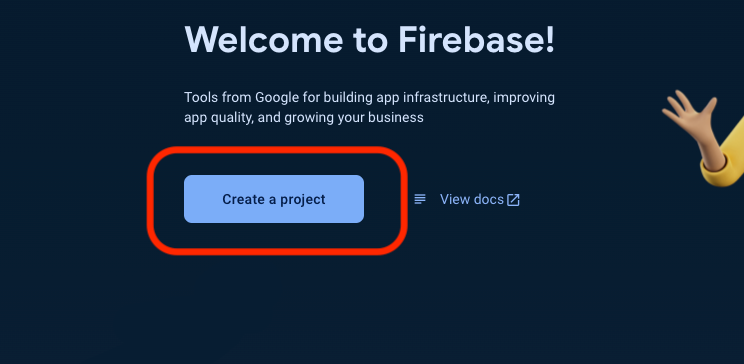 Welcome to Firebase!
Tools from Google for building app infrastructure, improving
app quality, and growing your business
Create a project
View docs